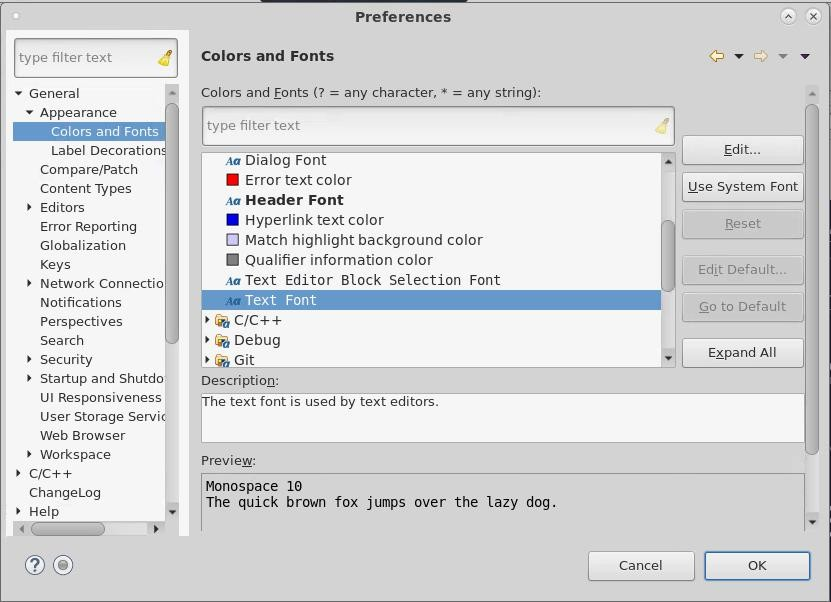 Preferences
type filter text
General
Appearance
Colors and Fonts
Label Decorations
Compare/Patch
Content Types
Editors
Error Reporting
Globalization
Keys
Network Connectio
Notifications
Perspectives
Search
Security
Startup and Shutdo
UI Responsiveness
User Storage Servic
Web Browser
Workspace
C/C++
ChangeLog
Help
Colors and Fonts
Colors and Fonts (? = any character, * = any string):
type filter text
Aa Dialog Font
Error text color
Aa Header Font
Hyperlink text color
Match highlight background color
Qualifier information color
Aa Text Editor Block Selection Font
Aa Text Font
C/C++
Debug
Git
Edit...
Use System Font
Reset
Edit Default...
Go to Default
Expand All
Description:
The text font is used by text editors.
Preview:
Monospace 10
The quick brown fox jumps over the lazy dog.
?
Cancel
OK